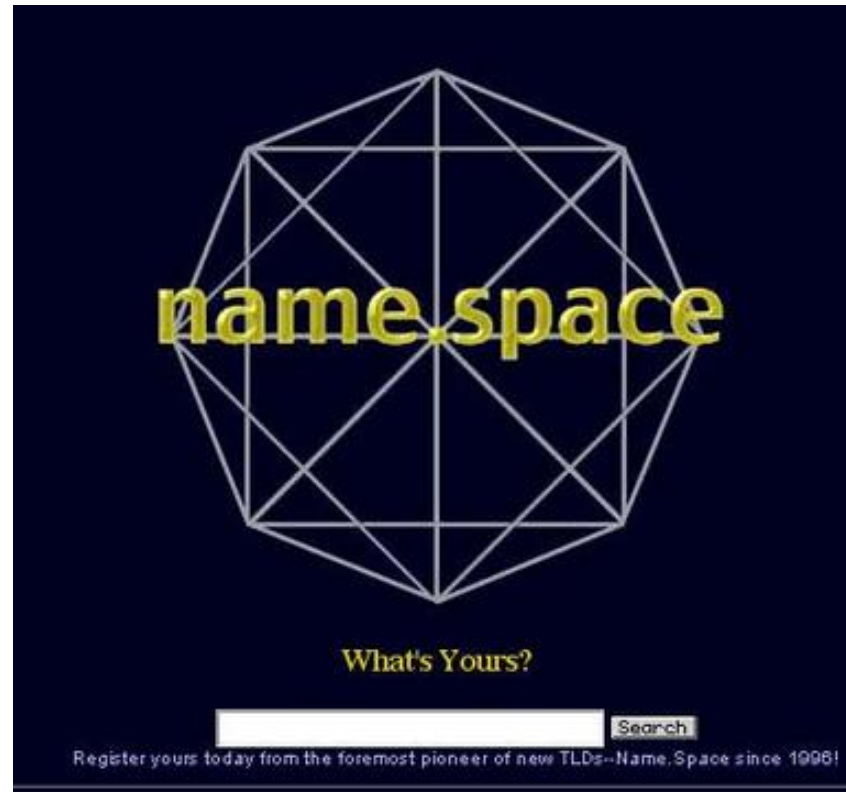 name.space
What's Yours?
Search
Register yours today from the foremost pioneer of new TLDs--Name.Space since 1996!